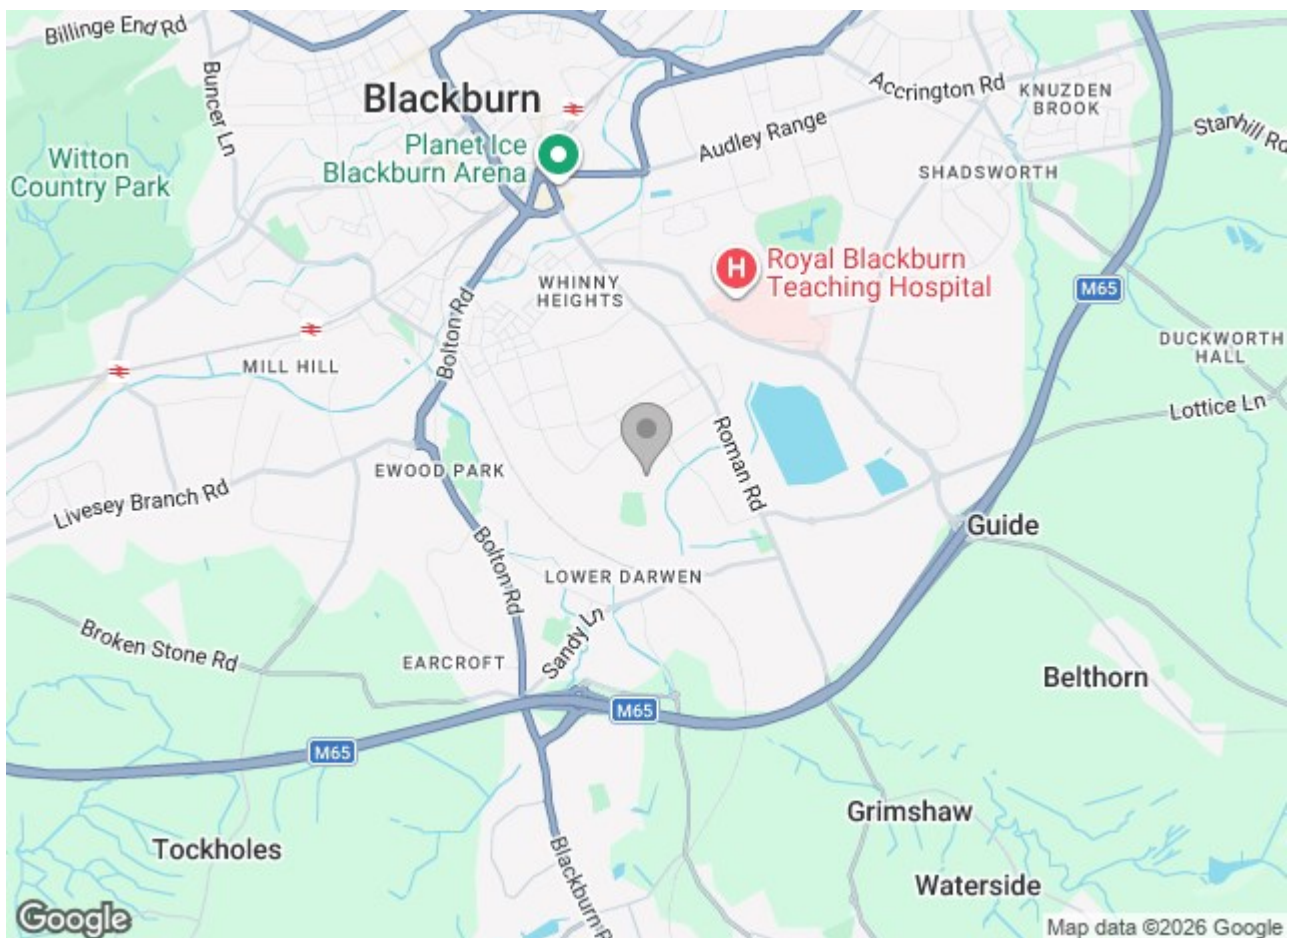 Billinge End Rd
Buncer Ln
Blackburn
Planet Ice
Blackburn Arena
Witton
Country Park
Audley Range
Accrington Rd
KNUZDEN
BROOK
Stanhill Rd
SHADSWORTH
WHINNY
HEIGHTS
H
Royal Blackburn
Teaching Hospital
M65
Bolton Rd
MILL HILL
DUCKWORTH
HALL
Lottice Ln
Roman Rd
EWOOD PARK
Livesey Branch Rd
Guide
Bolton Rd
LOWER DARWEN
Sandy Ln
Broken Stone Rd
EARCROFT
Belthorn
M65
M65
Grimshaw
Tockholes
Blackburn R
Waterside
Google
Map data ©2026 Google